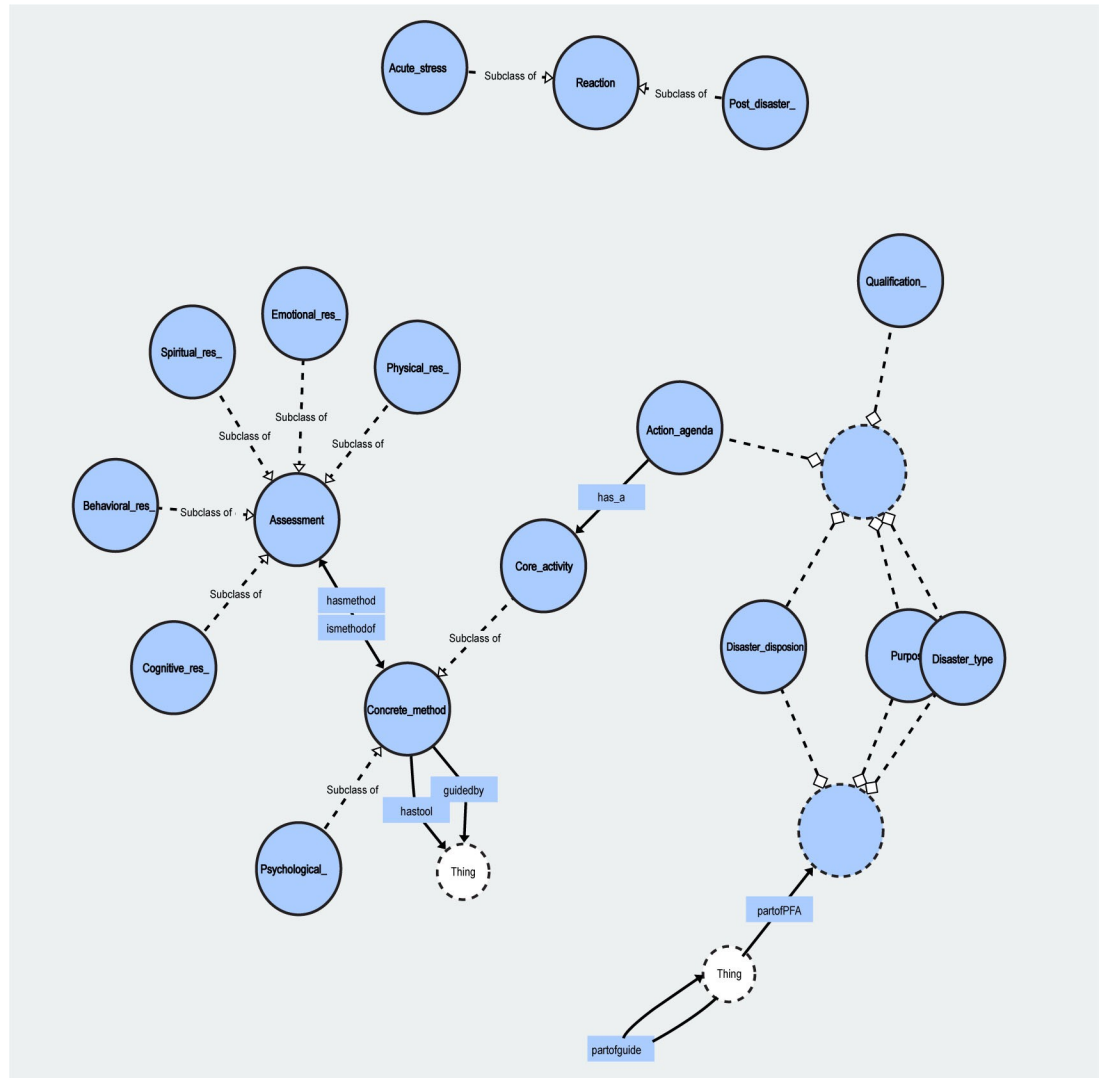 Acute_stress
Subclass of
Reaction
Subclass of
Post_disaster_
Qualification_
Emotional_res_
Spiritual_res_
Physical_res_
Subclass of
Subclass of
Subclass of
Action_agenda
Behavioral_res_
Subclass of
Assessment
has_a
Core_activity
Subclass of
hasmethod
ismethodof
Subclass of
Cognitive_res_
Disaster_disposion
Purpos
Disaster_type
Concrete_method
Subclass of
guidedby
hastool
Psychological_
Thing
partofPFA
Thing
partofguide